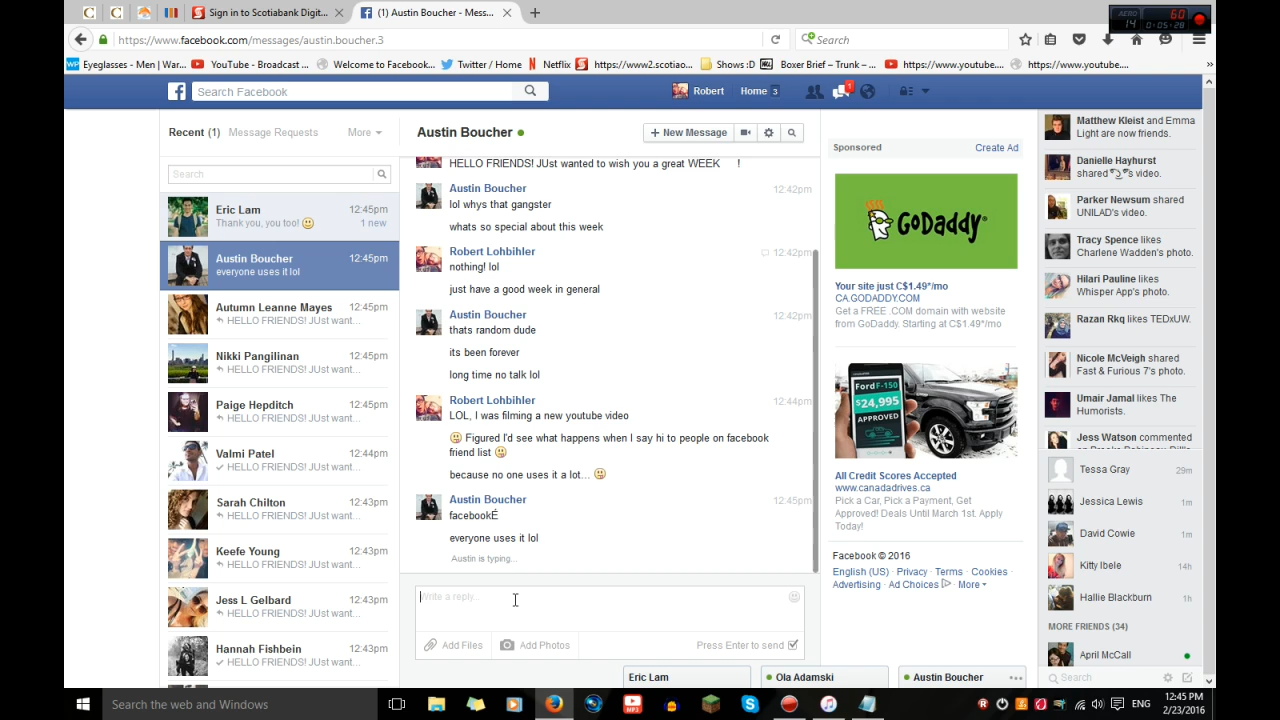 AERO 60
14 0:05:28
Sign in to Scotiabank Digit...
(1) Austin Boucher - Mess...
https://www.facebook.com/messages/austin.boucher.3
Search
Eyeglasses - Men | War...
YouTube - Broadcast ...
Welcome to Facebook...
Twitter / Home
Netflix
https://www2.scotiao...
Shows :D
Boxer Brief – Trunk – ...
https://www.youtube....
https://www.youtube....
Search Facebook
Robert
Home 3
1
Recent (1)
Message Requests
More
Search
Eric Lam 12:45pm
Thank you, you too! 1 new
Austin Boucher 12:45pm
everyone uses it lol
Autumn Leanne Mayes 12:45pm
HELLO FRIENDS! JUst want...
Nikki Pangilinan 12:45pm
HELLO FRIENDS! JUst want...
Paige Hepditch 12:45pm
HELLO FRIENDS! JUst want...
Valmi Patel 12:44pm
HELLO FRIENDS! JUst want...
Sarah Chilton 12:43pm
HELLO FRIENDS! JUst want...
Keefe Young 12:43pm
HELLO FRIENDS! JUst want...
Jess L Gelbard 12:43pm
HELLO FRIENDS! JUst want...
Hannah Fishbein 12:43pm
HELLO FRIENDS! JUst want...
Austin Boucher
+ New Message
HELLO FRIENDS! JUst wanted to wish you a great WEEK !
Austin Boucher 12:42pm
lol whys that gangster
whats so special about this week
Robert Lohbihler 12:42pm
nothing! lol
just have a good week in general
Austin Boucher 12:42pm
thats random dude
its been forever
long time no talk lol
Robert Lohbihler 12:44pm
LOL, I was filming a new youtube video
Figured I'd see what happens when I say hi to people on facebook
friend list
because no one uses it a lot...
Austin Boucher 12:45pm
facebookÉ
everyone uses it lol
Austin is typing...
Write a reply...
Add Files
Add Photos
Press Enter to send
Eric Lam
Ola Adamski
Austin Boucher
Sponsored Create Ad
GoDaddy
Your site just C$1.49*/mo
CA.GODADDY.COM
Get a FREE .COM domain with website
from GoDaddy. Starting at C$1.49*/mo
Ford F-150
$24,995
APPROVED
All Credit Scores Accepted
www.canadadrives.ca
Pick a Car, Pick a Payment, Get
Approved! Deals Until March 1st. Apply
Today!
Facebook © 2016
English (US) · Privacy · Terms · Cookies ·
Advertising · Ad Choices · More
Matthew Kleist and Emma
Light are now friends.
Danielle Hayhurst
shared 's video.
Parker Newsum shared
UNILAD's video.
Tracy Spence likes
Charlene Wadden's photo.
Hilari Pauline likes
Whisper App's photo.
Razan Rkq likes TEDxUW.
Nicole McVeigh shared
Fast & Furious 7's photo.
Umair Jamal likes The
Humorists.
Jess Watson commented
Tessa Gray 29m
Jessica Lewis 1m
David Cowie 1m
Kitty Ibele 14h
Hallie Blackburn 1h
MORE FRIENDS (34)
April McCall
Search
Search the web and Windows
ENG
12:45 PM
2/23/2016